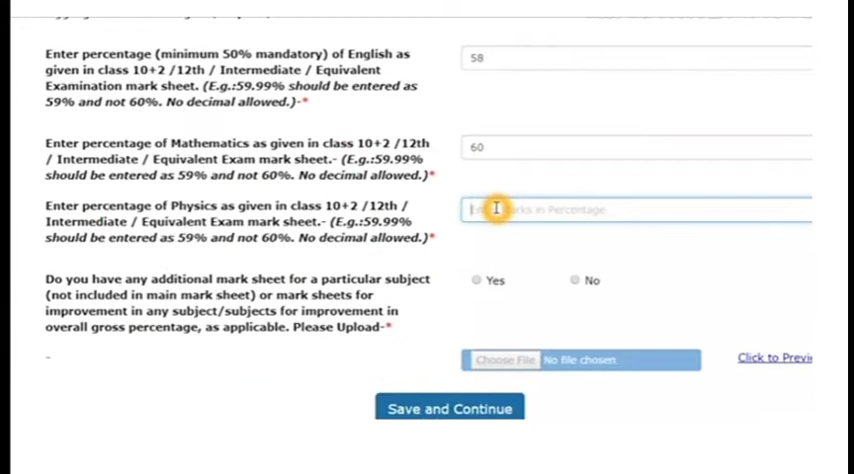 Enter percentage (minimum 50% mandatory) of English as
given in class 10+2 /12th / Intermediate / Equivalent
Examination mark sheet. (E.g.:59.99% should be entered as
59% and not 60%. No decimal allowed.)-*
58
Enter percentage of Mathematics as given in class 10+2 /12th
/ Intermediate / Equivalent Exam mark sheet.- (E.g.:59.99%
should be entered as 59% and not 60%. No decimal allowed.)*
60
Enter percentage of Physics as given in class 10+2 /12th /
Intermediate / Equivalent Exam mark sheet.- (E.g.:59.99%
should be entered as 59% and not 60%. No decimal allowed.)*
in Percentage
Do you have any additional mark sheet for a particular subject
(not included in main mark sheet) or mark sheets for
improvement in any subject/subjects for improvement in
overall gross percentage, as applicable. Please Upload-*
Yes No
-
Choose File No file chosen
Click to Previ
Save and Continue